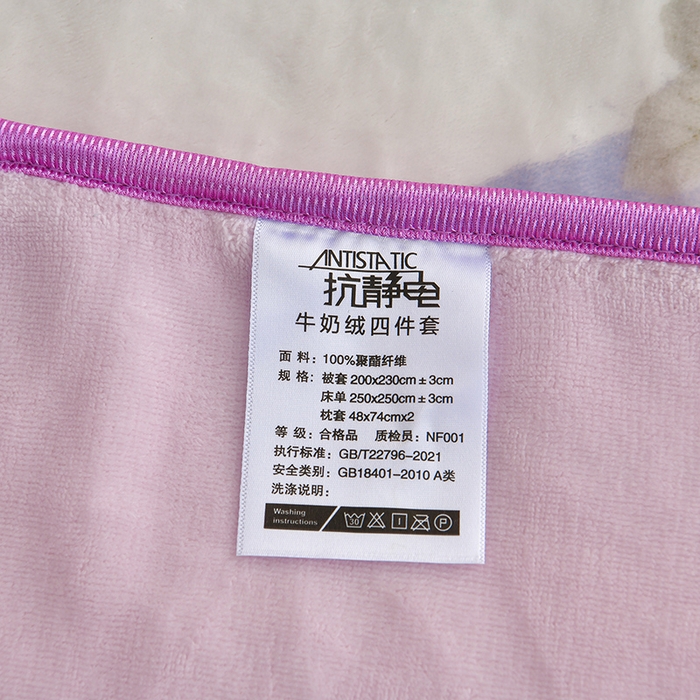 ANTISTATIC
抗静电
牛奶绒四件套
面 料：100%聚酯纤维
规 格：被套 200x230cm±3cm
床单 250x250cm±3cm
枕套 48x74cmx2
等 级：合格品 质检员：NF001
执行标准：GB/T22796-2021
安全类别：GB18401-2010 A类
洗涤说明：
Washing
instructions
30
P